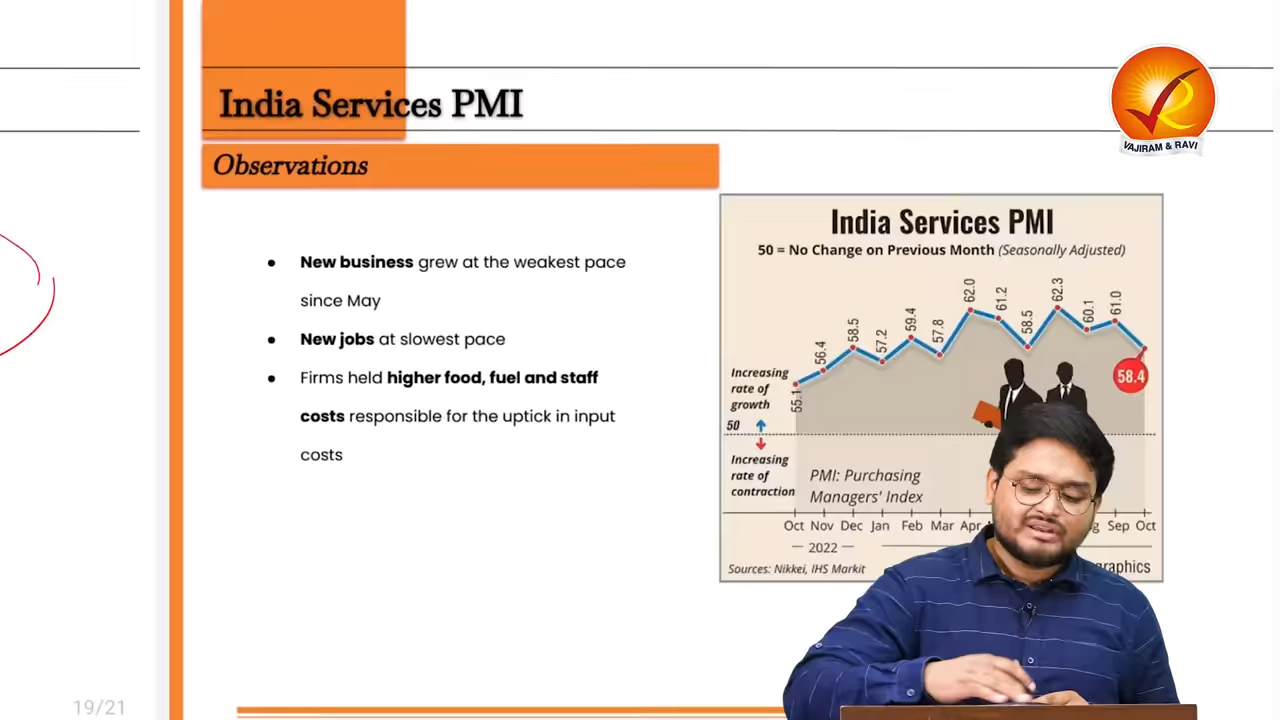 India Services PMI
VAJIRAM & RAVI
Observations
● New business grew at the weakest pace
since May
● New jobs at slowest pace
● Firms held higher food, fuel and staff
costs responsible for the uptick in input
costs
India Services PMI
50 = No Change on Previous Month (Seasonally Adjusted)
55.1 56.4 58.5 57.2 59.4 57.8 62.0 61.2 58.5 62.3 60.1 61.0 58.4
Increasing
rate of
growth
50
Increasing
rate of
contraction
PMI: Purchasing
Managers' Index
Oct Nov Dec Jan Feb Mar Apr Sep Oct
2022
Sources: Nikkei, IHS Markit
19/21